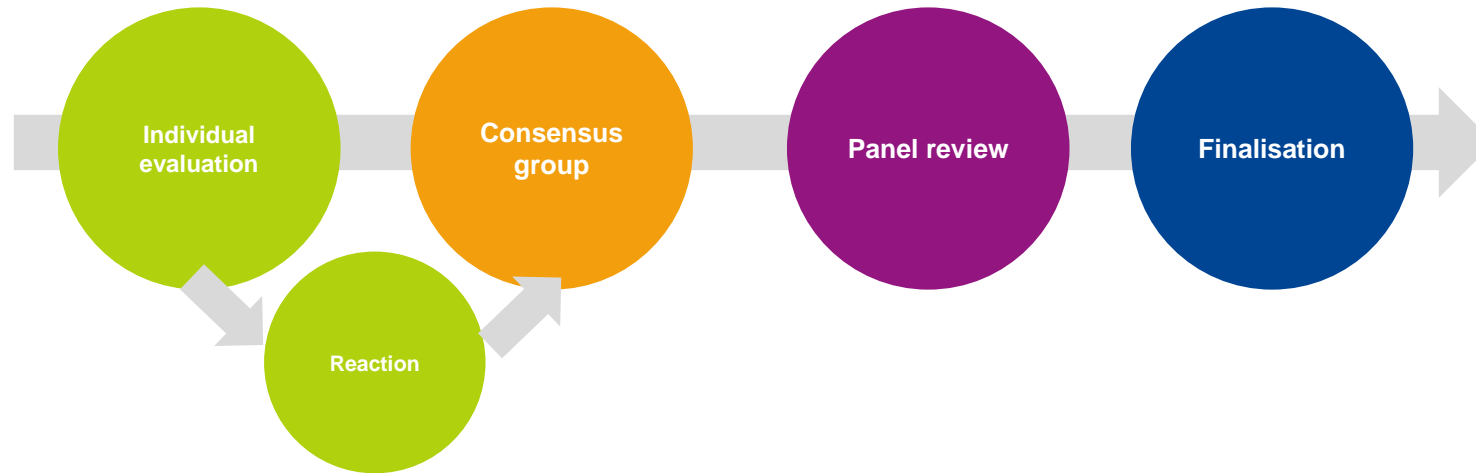 Individual
evaluation
Consensus
group
Panel review
Finalisation
Reaction